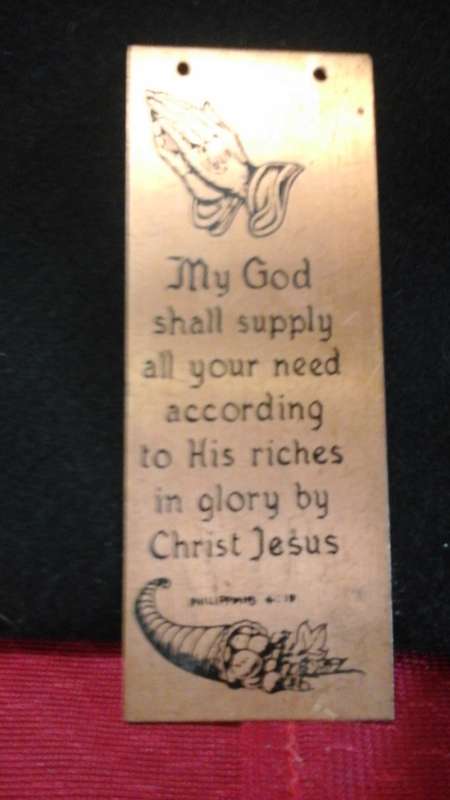 My God
shall supply
all your need
according
to His riches
in glory by
Christ Jesus
PHILIPPIANS 4:19